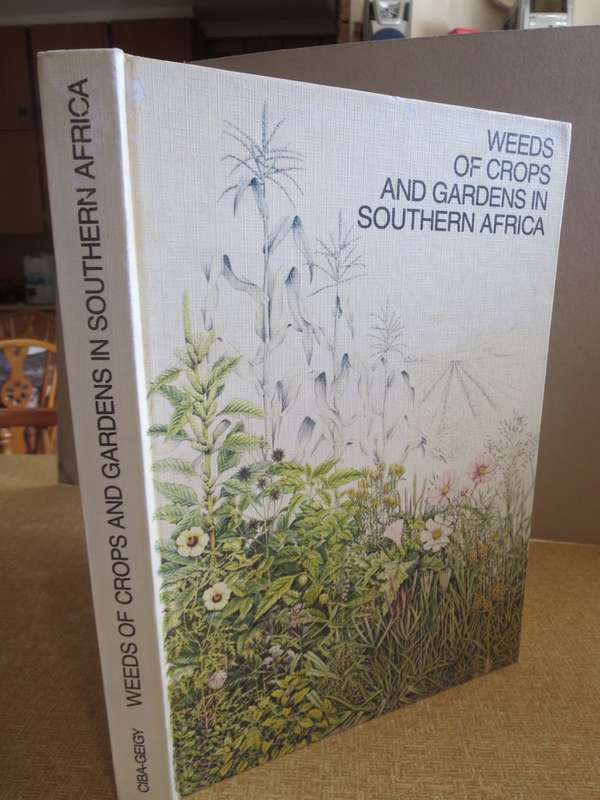 WEEDS
OF CROPS
AND GARDENS IN
SOUTHERN AFRICA
WEEDS OF CROPS AND GARDENS IN SOUTHERN AFRICA
CIBA-GEIGY